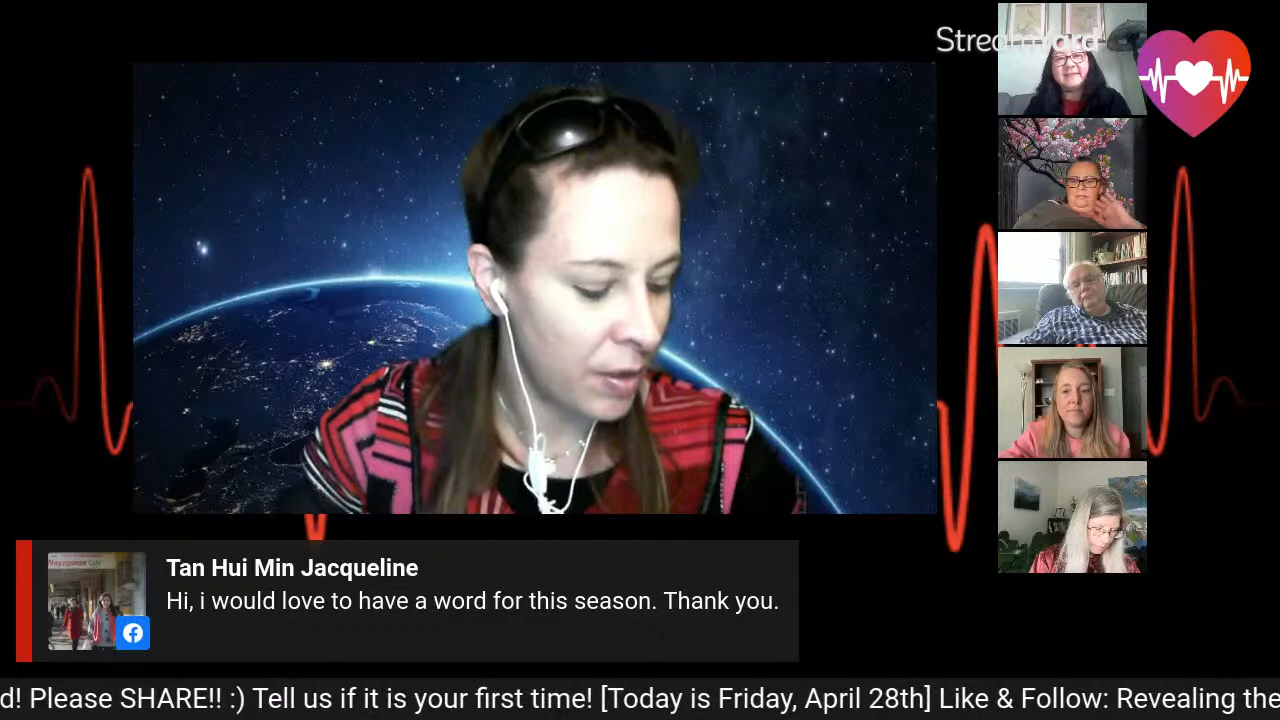 StreamYard
Tan Hui Min Jacqueline
Hi, i would love to have a word for this season. Thank you.
d! Please SHARE!! :) Tell us if it is your first time! [Today is Friday, April 28th] Like & Follow: Revealing the